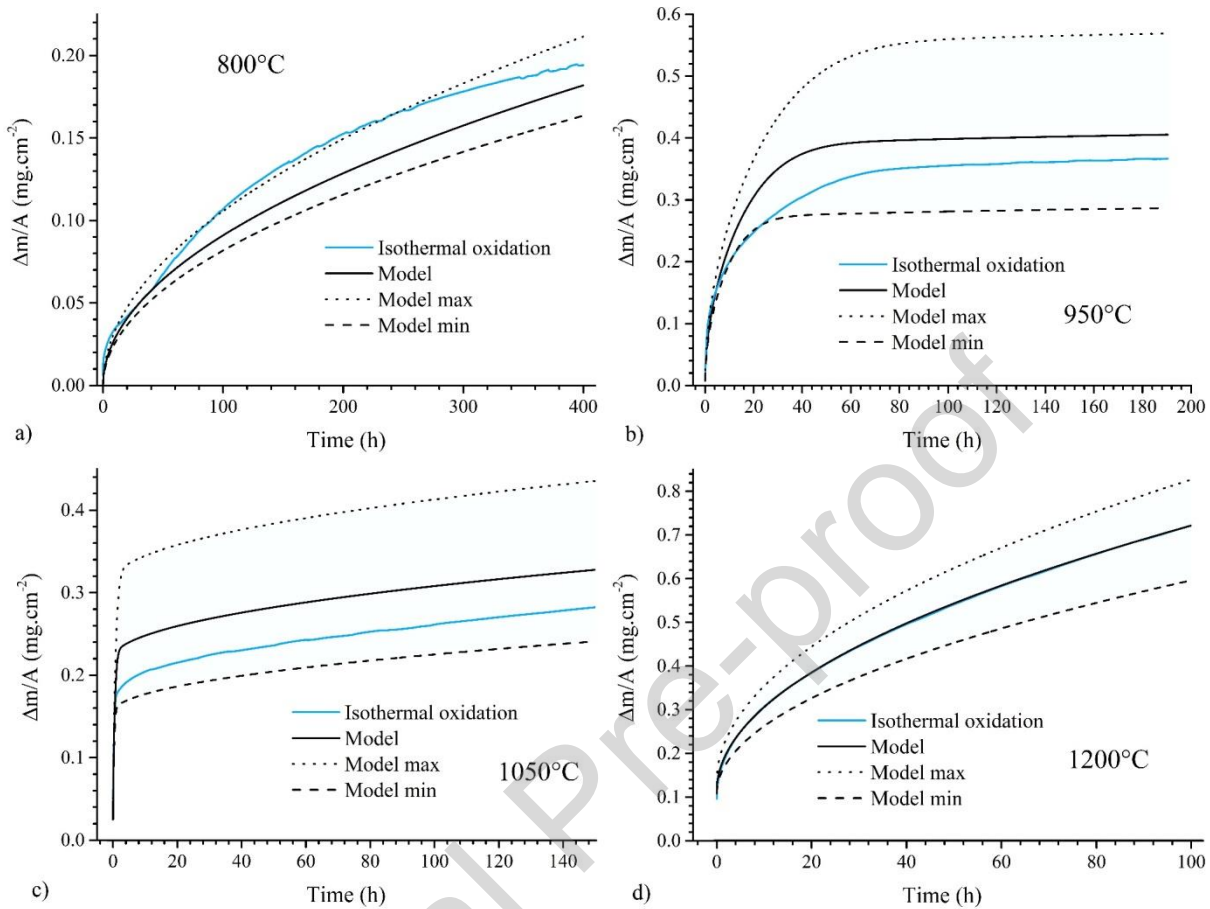 0.20
0.15
0.10
0.05
0.00
Δm/A (mg.cm⁻²)
800°C
Isothermal oxidation
Model
Model max
Model min
0
100
200
300
400
Time (h)
a)
0.6
0.5
0.4
0.3
0.2
0.1
0.0
Δm/A (mg.cm⁻²)
Isothermal oxidation
Model
Model max
Model min
950°C
0
20
40
60
80
100
120
140
160
180
200
Time (h)
b)
0.4
0.3
0.2
0.1
0.0
Δm/A (mg.cm⁻²)
Isothermal oxidation
Model
Model max
Model min
1050°C
0
20
40
60
80
100
120
140
Time (h)
c)
0.8
0.7
0.6
0.5
0.4
0.3
0.2
0.1
0.0
Δm/A (mg.cm⁻²)
Isothermal oxidation
Model
Model max
Model min
1200°C
0
20
40
60
80
100
Time (h)
d)
al Pre-proof